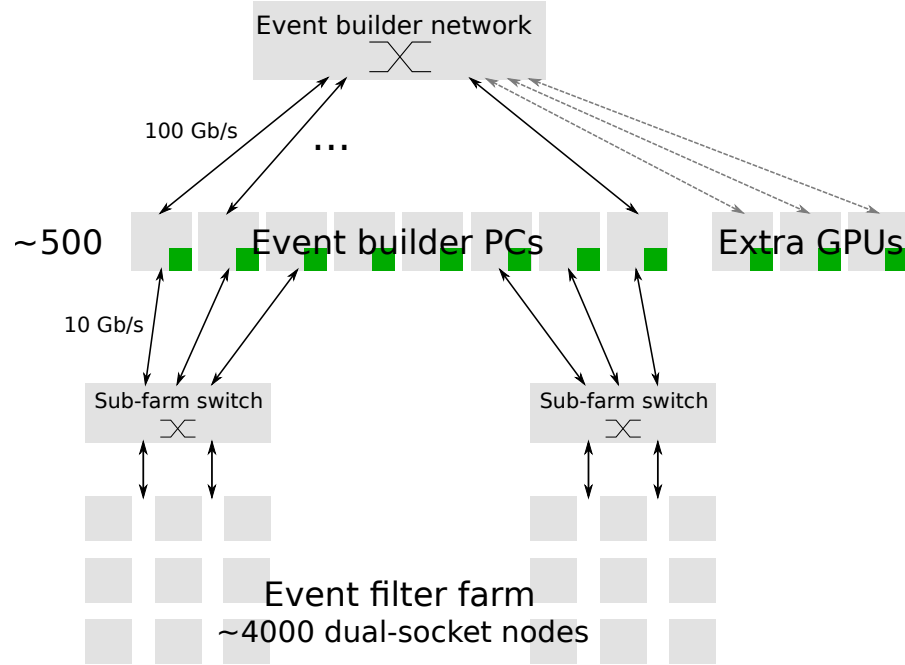 Event builder network
100 Gb/s
...
~500
Event builder PCs
Extra GPUs
10 Gb/s
Sub-farm switch
Sub-farm switch
Event filter farm
~4000 dual-socket nodes